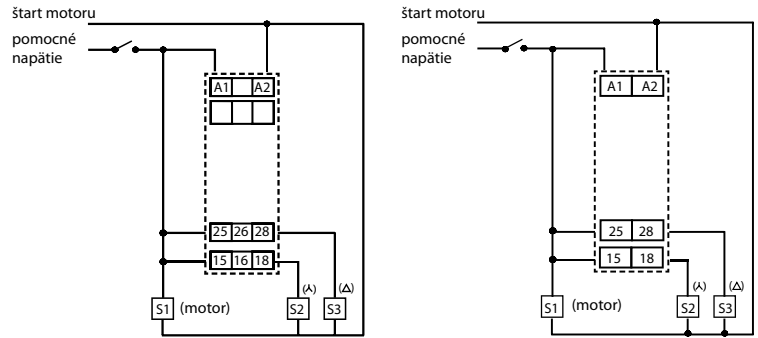 štart motoru
pomocné
napätie
A1 A2
25 26 28
15 16 18
(⅄) (Δ)
S1 (motor) S2 S3
štart motoru
pomocné
napätie
A1 A2
25 28
15 18
(⅄) (Δ)
S1 (motor) S2 S3